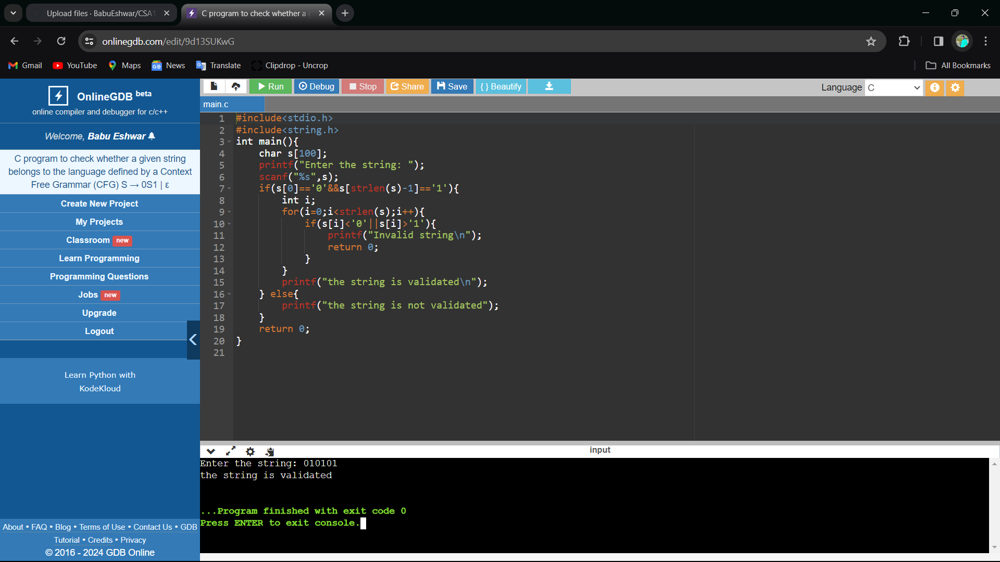 Upload files · BabuEshwar/CSA1
C program to check whether a g
onlinegdb.com/edit/9d13SUKwG
Gmail
YouTube
Maps
News
Translate
Clipdrop - Uncrop
All Bookmarks
OnlineGDB beta
online compiler and debugger for c/c++
Welcome, Babu Eshwar
C program to check whether a given string
belongs to the language defined by a Context
Free Grammar (CFG) S → 0S1 | ε
Create New Project
My Projects
Classroom new
Learn Programming
Programming Questions
Jobs new
Upgrade
Logout
Learn Python with
KodeKloud
About • FAQ • Blog • Terms of Use • Contact Us • GDB
Tutorial • Credits • Privacy
© 2016 - 2024 GDB Online
Run
Debug
Stop
Share
Save
{ } Beautify
Language C
main.c
1 #include<stdio.h>
2 #include<string.h>
3 int main(){
4     char s[100];
5     printf("Enter the string: ");
6     scanf("%s",s);
7     if(s[0]=='0'&&s[strlen(s)-1]=='1'){
8         int i;
9         for(i=0;i<strlen(s);i++){
10             if(s[i]<'0'||s[i]>'1'){
11                 printf("Invalid string\n");
12                 return 0;
13             }
14         }
15         printf("the string is validated\n");
16     } else{
17         printf("the string is not validated");
18     }
19     return 0;
20 }
21
input
Enter the string: 010101
the string is validated
...Program finished with exit code 0
Press ENTER to exit console.